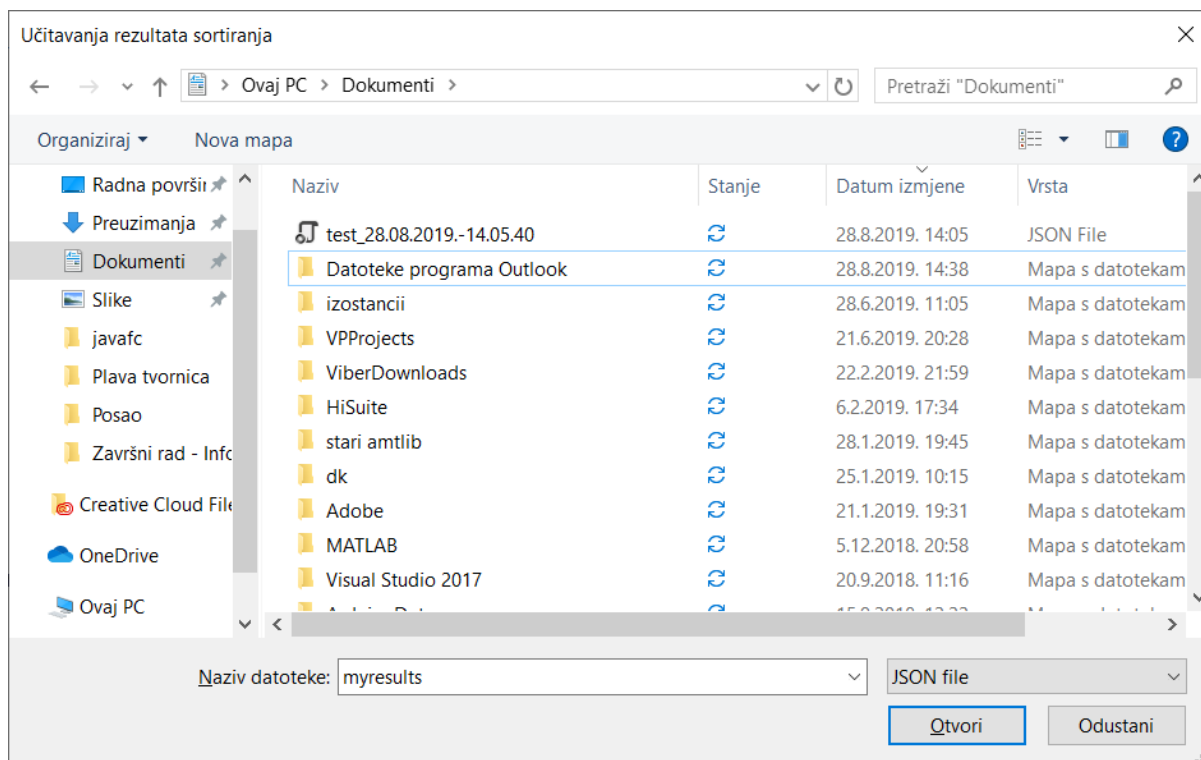 Učitavanja rezultata sortiranja
Ovaj PC > Dokumenti >
Pretraži "Dokumenti"
Organiziraj
Nova mapa
?
Radna površin
Preuzimanja
Dokumenti
Slike
javafc
Plava tvornica
Posao
Završni rad - Info
Creative Cloud File
OneDrive
Ovaj PC
Naziv Stanje Datum izmjene Vrsta
test_28.08.2019.-14.05.40 28.8.2019. 14:05 JSON File
Datoteke programa Outlook 28.8.2019. 14:38 Mapa s datotekam
izostancii 28.6.2019. 11:05 Mapa s datotekam
VPProjects 21.6.2019. 20:28 Mapa s datotekam
ViberDownloads 22.2.2019. 21:59 Mapa s datotekam
HiSuite 6.2.2019. 17:34 Mapa s datotekam
stari amtlib 28.1.2019. 19:45 Mapa s datotekam
dk 25.1.2019. 10:15 Mapa s datotekam
Adobe 21.1.2019. 19:31 Mapa s datotekam
MATLAB 5.12.2018. 20:58 Mapa s datotekam
Visual Studio 2017 20.9.2018. 11:16 Mapa s datotekam
Naziv datoteke: myresults
JSON file
Otvori
Odustani